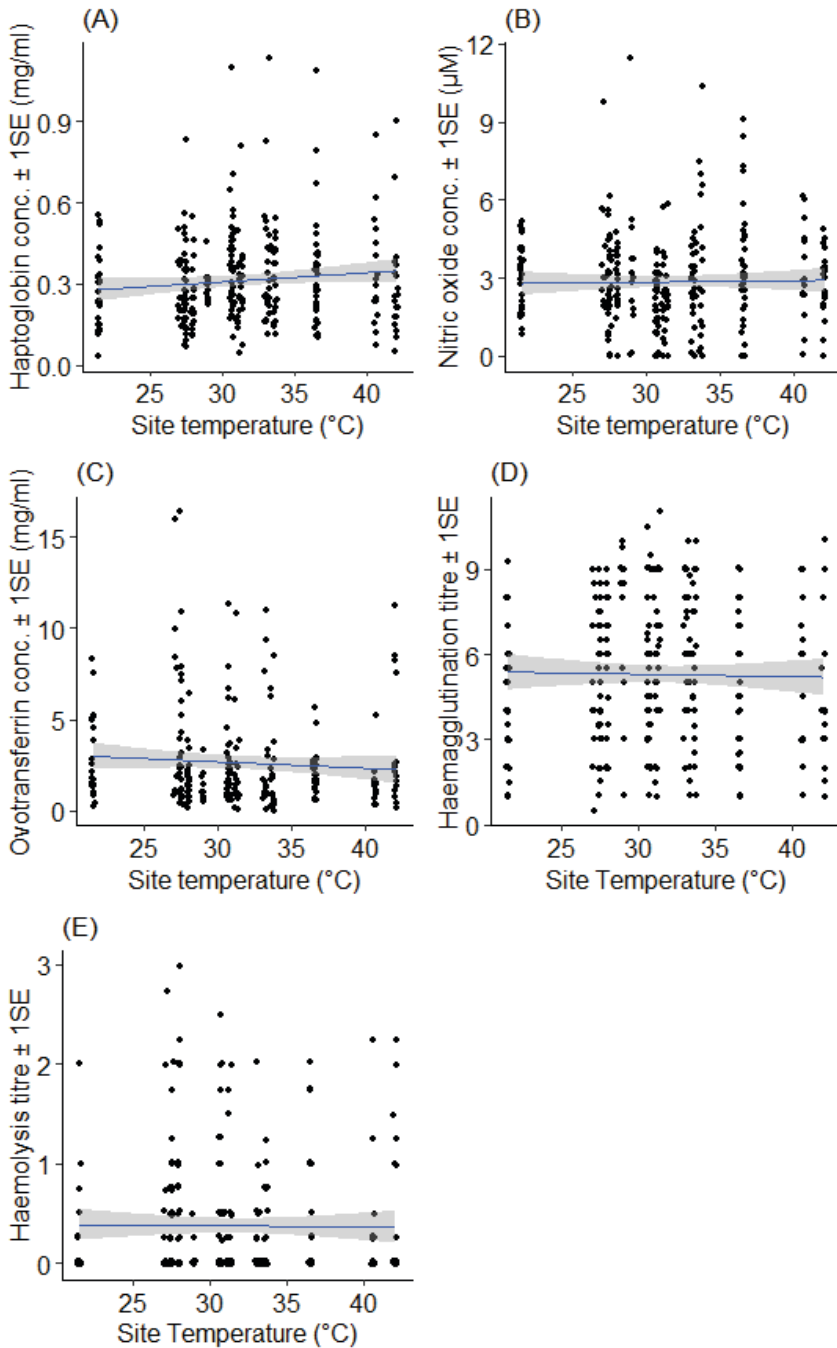 (A)
Haptoglobin conc. ± 1SE (mg/ml)
0.9
0.6
0.3
0.0
25 30 35 40
Site temperature (°C)
(B)
Nitric oxide conc. ± 1SE (µM)
12
9
6
3
0
25 30 35 40
Site temperature (°C)
(C)
Ovotransferrin conc. ± 1SE (mg/ml)
15
10
5
0
25 30 35 40
Site temperature (°C)
(D)
Haemagglutination titre ± 1SE
9
6
3
0
25 30 35 40
Site Temperature (°C)
(E)
Haemolysis titre ± 1SE
3
2
1
0
25 30 35 40
Site Temperature (°C)